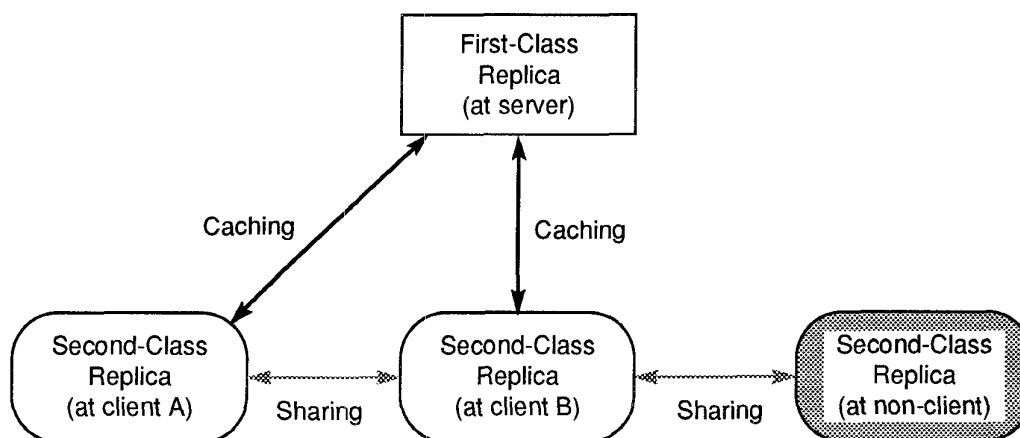 First-Class
Replica
(at server)
Caching
Caching
Second-Class
Replica
(at client A)
Sharing
Second-Class
Replica
(at client B)
Sharing
Second-Class
Replica
(at non-client)